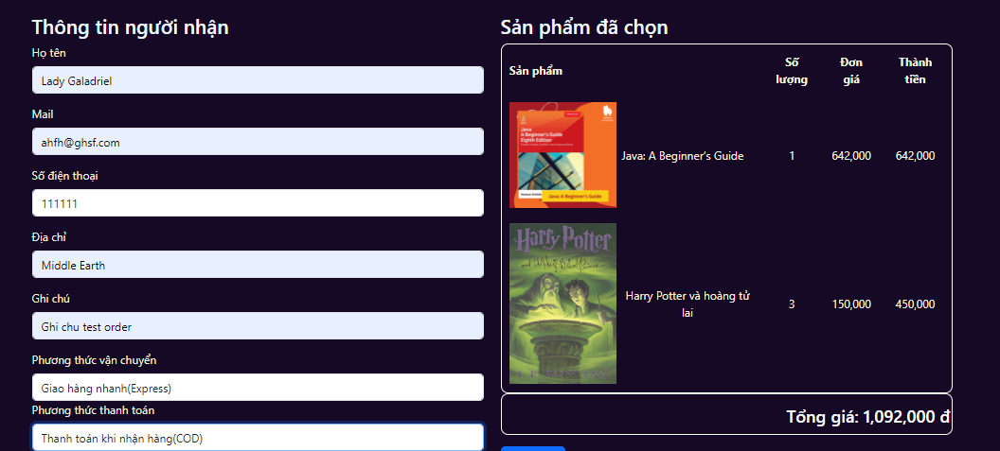 Thông tin người nhận
Họ tên
Lady Galadriel
Mail
ahfh@ghsf.com
Số điện thoại
111111
Địa chỉ
Middle Earth
Ghi chú
Ghi chu test order
Phương thức vận chuyển
Giao hàng nhanh(Express)
Phương thức thanh toán
Thanh toán khi nhận hàng(COD)
Sản phẩm đã chọn
Sản phẩm
Số
lượng
Đơn
giá
Thành
tiền
Java
A Beginner's Guide
Eighth Edition
Java: A Beginner's Guide
Java: A Beginner's Guide
1
642,000
642,000
Harry Potter
Harry Potter và hoàng tử
lai
3
150,000
450,000
Tổng giá: 1,092,000 đ